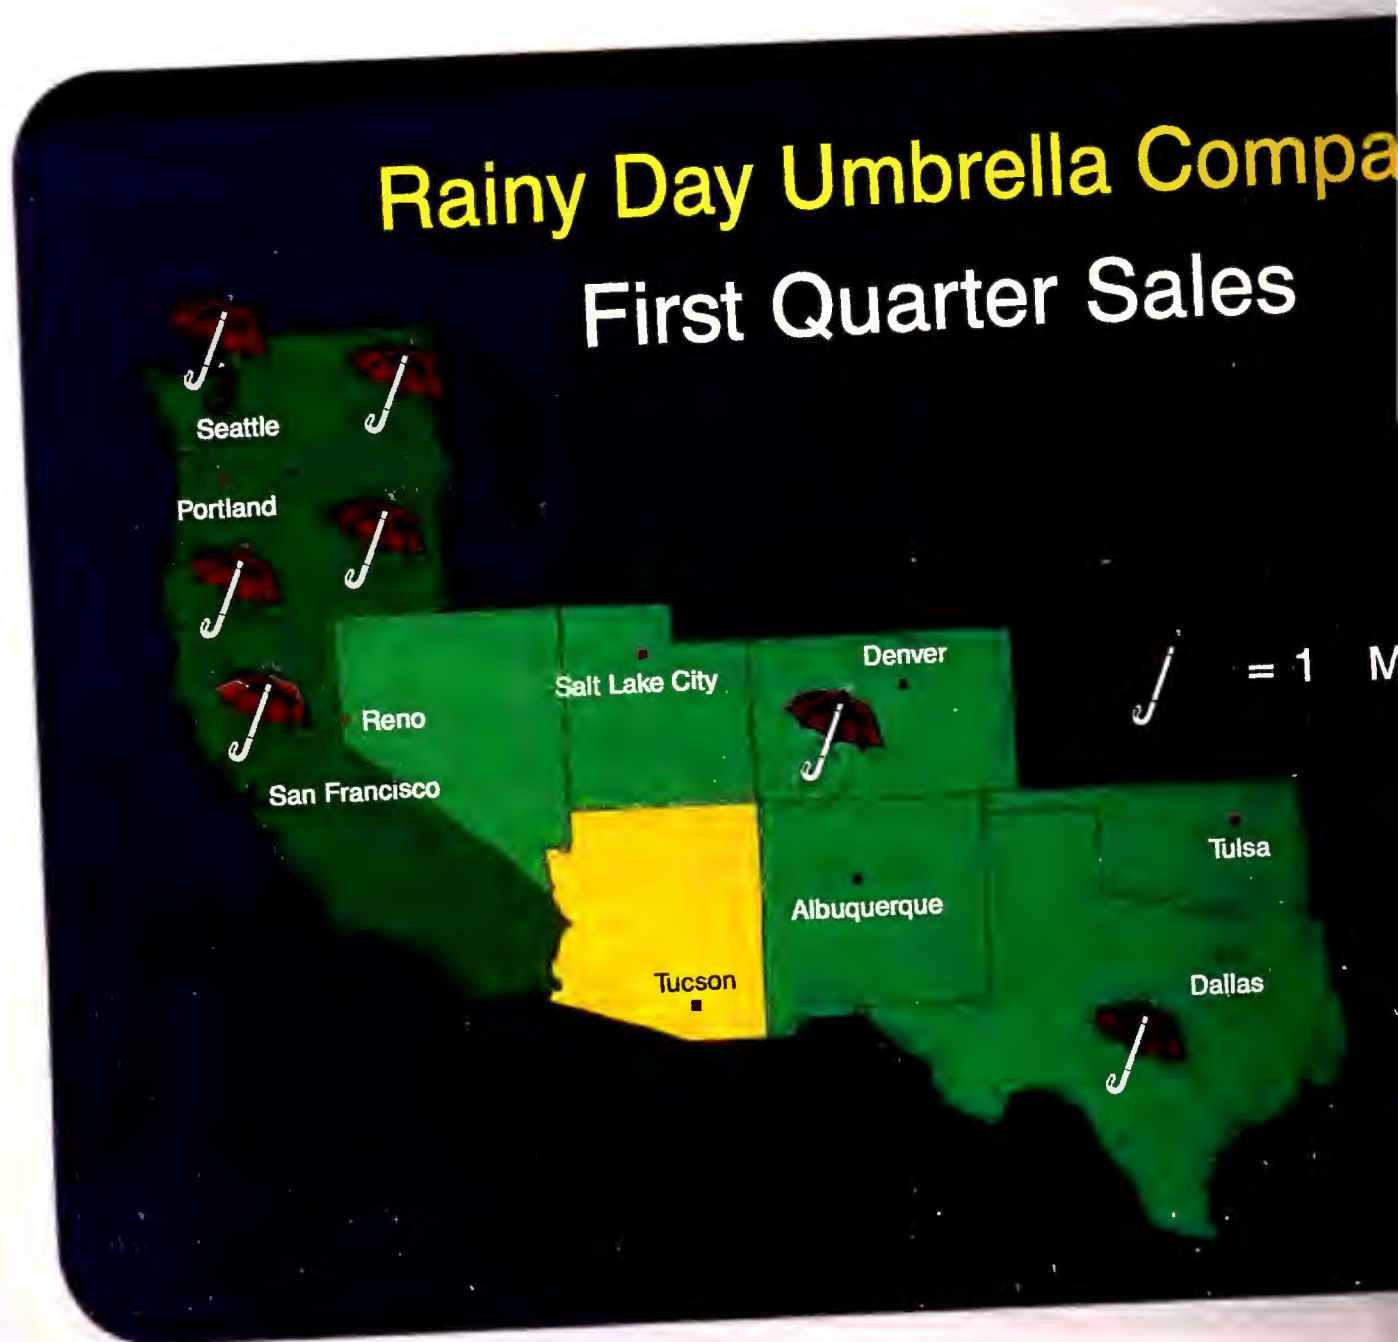 Rainy Day Umbrella Compa
First Quarter Sales
Seattle
Portland
Denver
Salt Lake City
= 1 M
Reno
San Francisco
Tulsa
Albuquerque
Tucson
Dallas